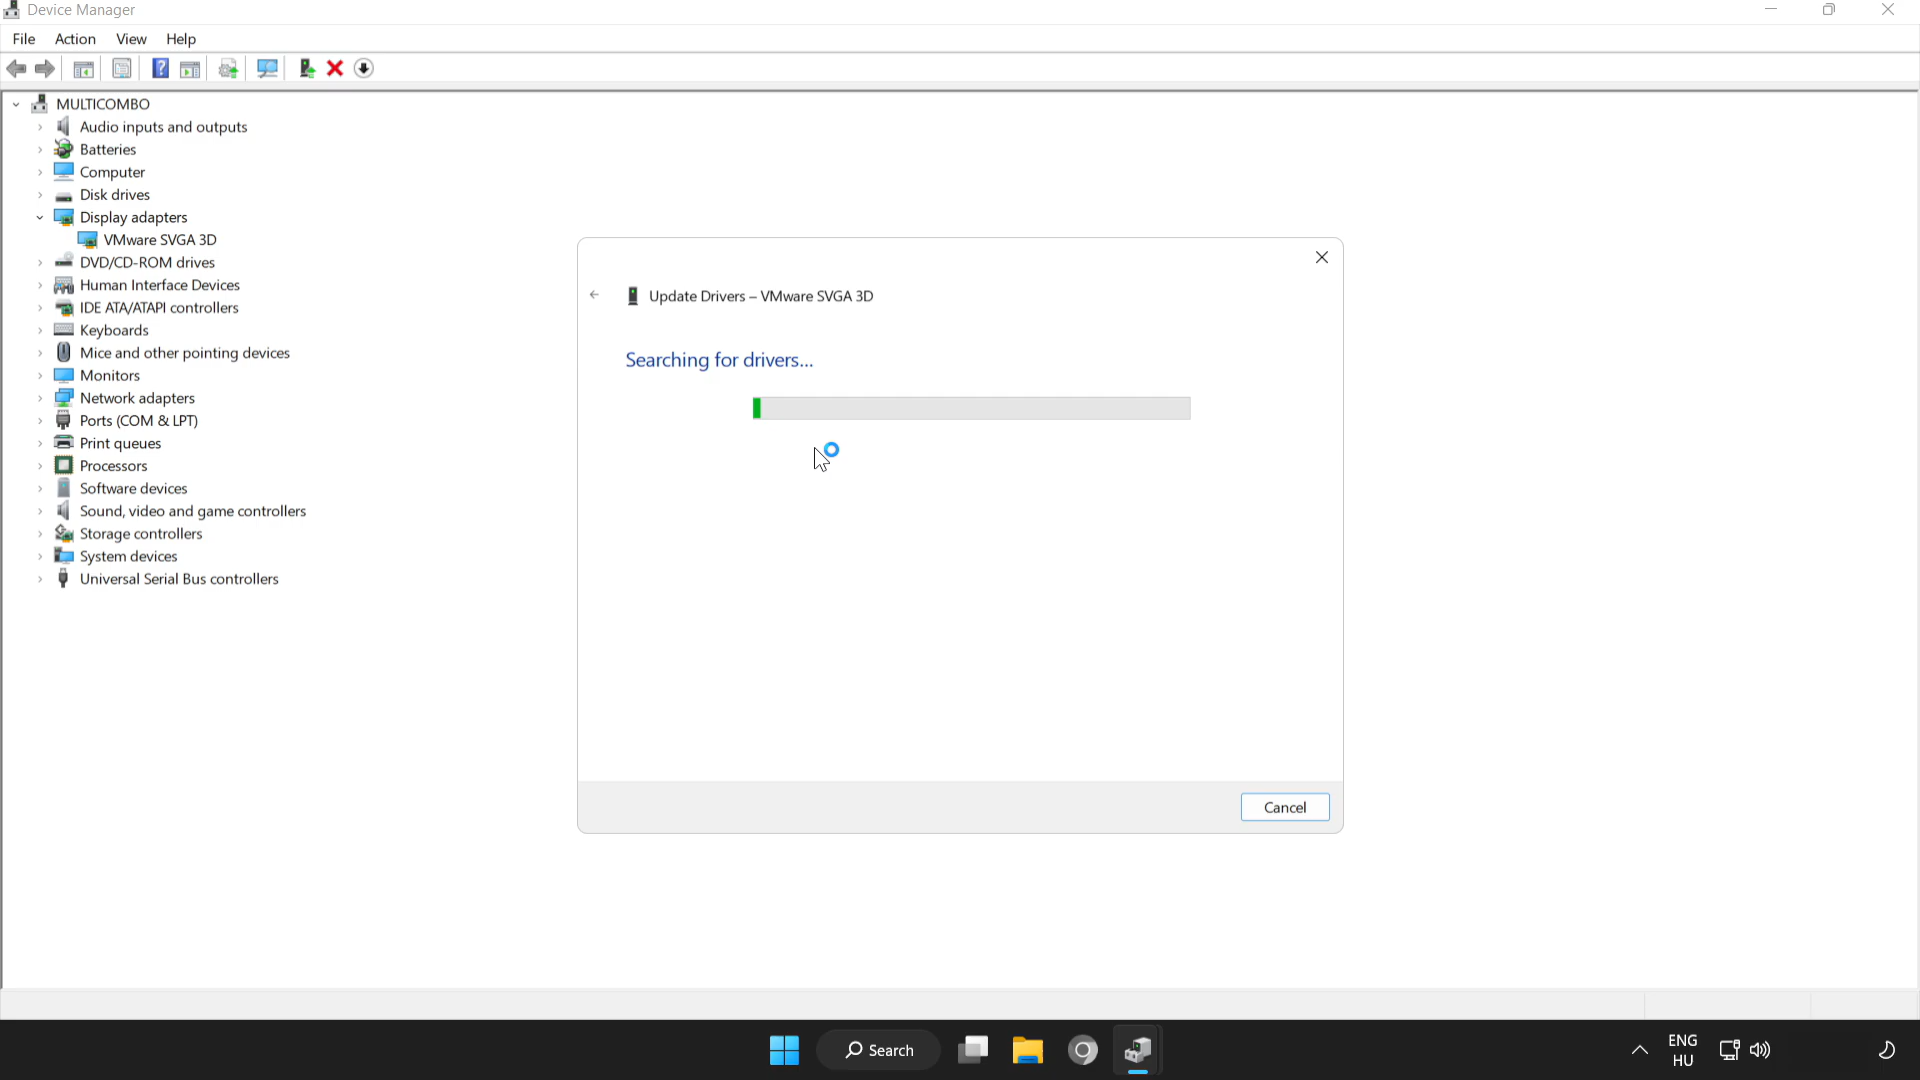 Device Manager
File Action View Help
MULTICOMBO
Audio inputs and outputs
Batteries
Computer
Disk drives
Display adapters
VMware SVGA 3D
DVD/CD-ROM drives
Human Interface Devices
IDE ATA/ATAPI controllers
Keyboards
Mice and other pointing devices
Monitors
Network adapters
Ports (COM & LPT)
Print queues
Processors
Software devices
Sound, video and game controllers
Storage controllers
System devices
Universal Serial Bus controllers
Update Drivers – VMware SVGA 3D
Searching for drivers...
Cancel
Search
ENG
HU